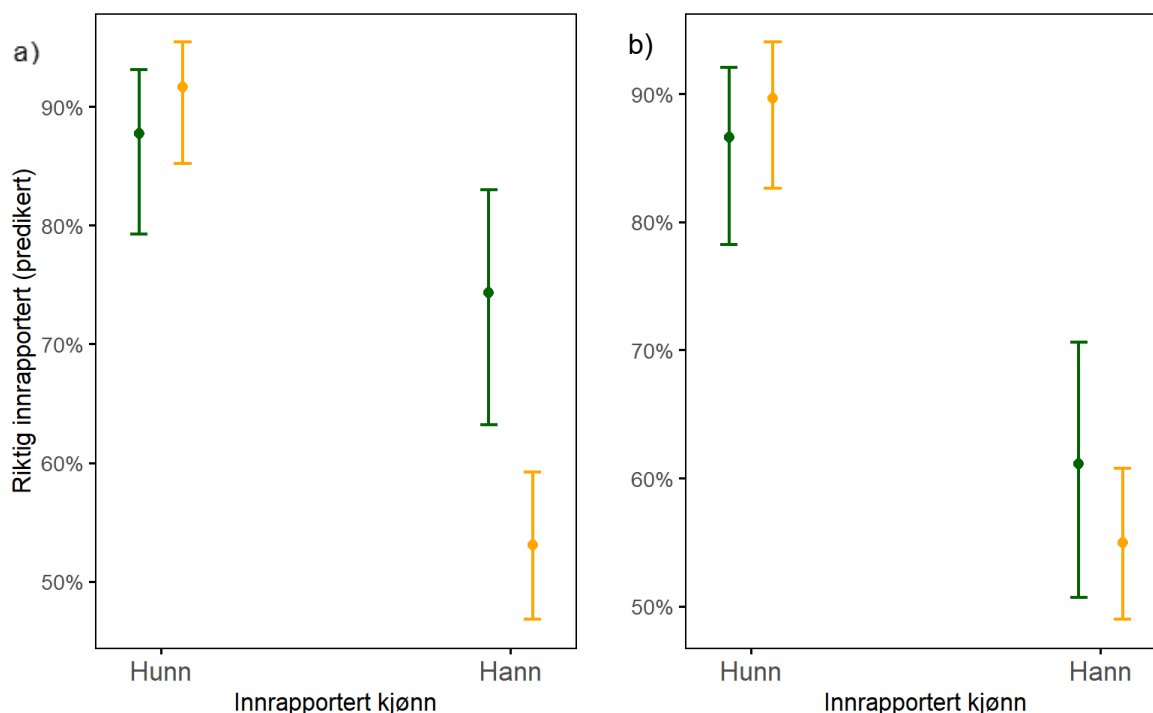 a)
Riktig innrapportert (predikert)
90%
80%
70%
60%
50%
Hunn
Hann
Innrapportert kjønn
b)
90%
80%
70%
60%
50%
Hunn
Hann
Innrapportert kjønn